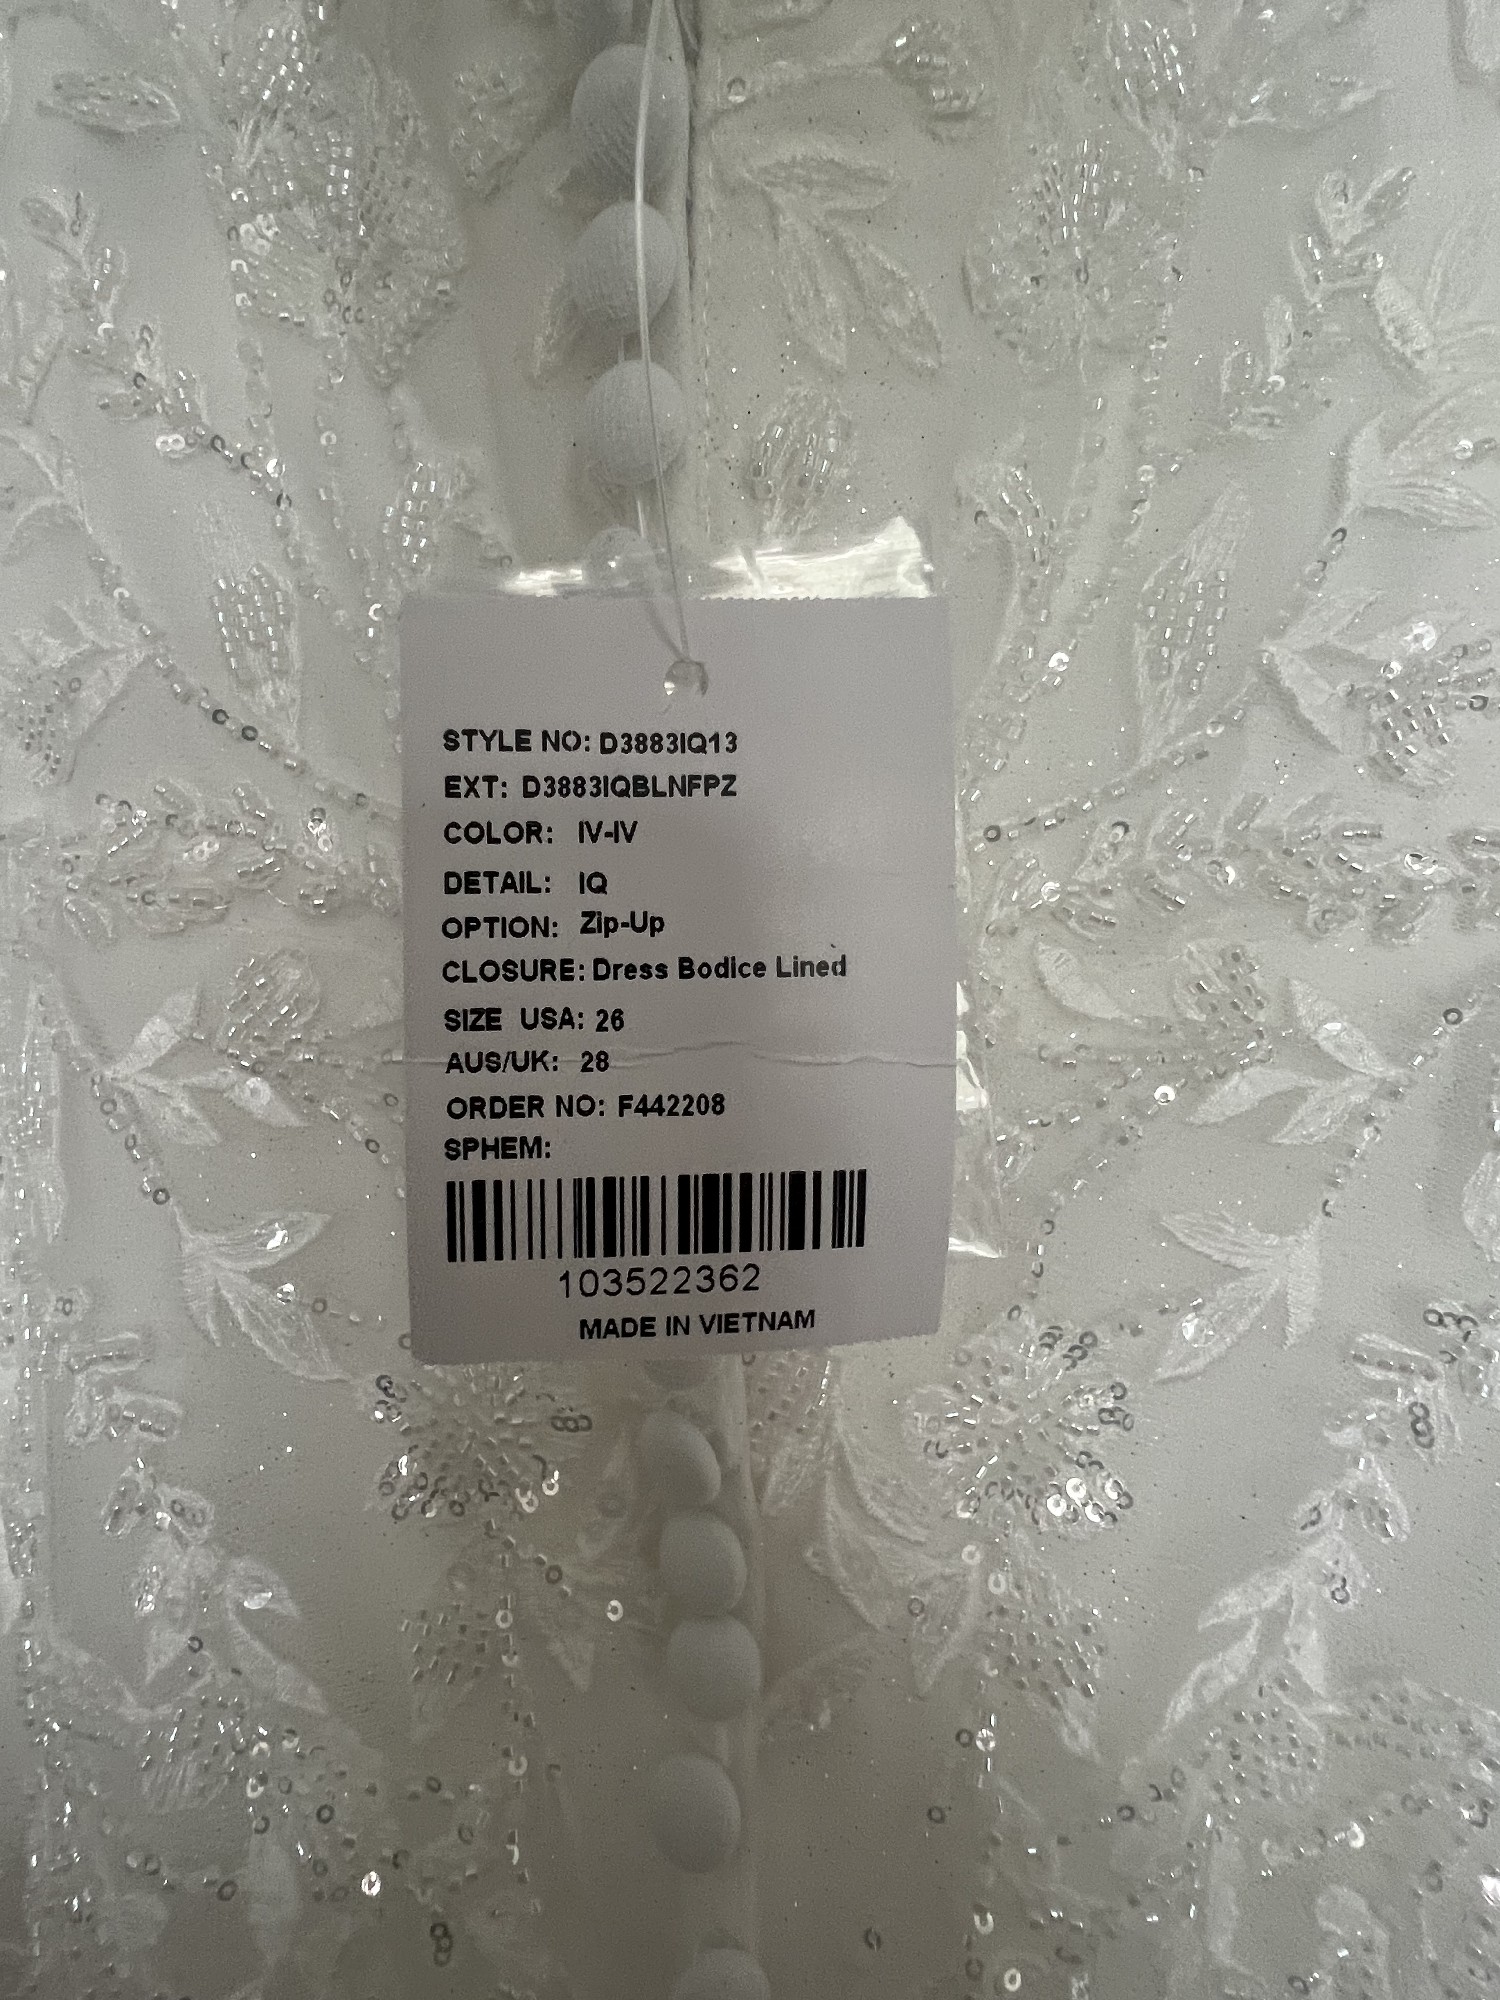 STYLE NO: D3883IQ13
EXT: D3883IQBLNFPZ
COLOR: IV-IV
DETAIL: IQ
OPTION: Zip-Up
CLOSURE: Dress Bodice Lined
SIZE USA: 26
AUS/UK: 28
ORDER NO: F442208
SPHEM:
103522362
MADE IN VIETNAM